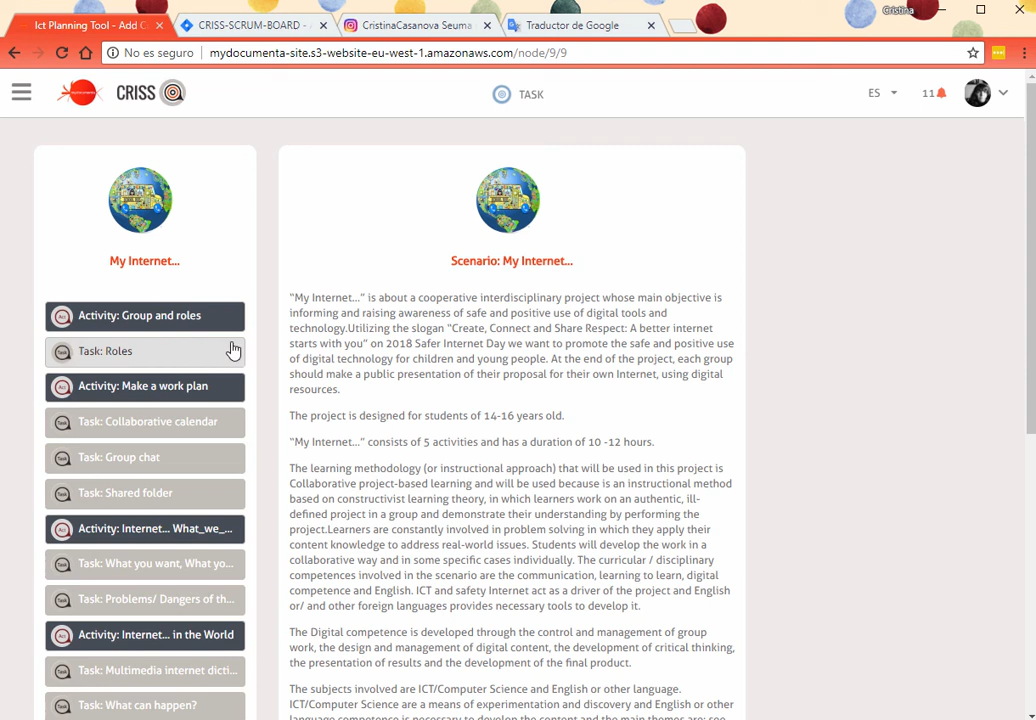 Ict Planning Tool - Add C
CRISS-SCRUM-BOARD -
CristinaCasanova Seuma
Traductor de Google
Cristina
No es seguro
mydocumenta-site.s3-website-eu-west-1.amazonaws.com/node/9/9
CRISS
TASK
ES
11
My Internet...
Activity: Group and roles
Task: Roles
Activity: Make a work plan
Task: Collaborative calendar
Task: Group chat
Task: Shared folder
Activity: Internet... What_we_...
Task: What you want, What yo...
Task: Problems/ Dangers of th...
Activity: Internet... in the World
Task: Multimedia internet dicti...
Task: What can happen?
Scenario: My Internet...
“My Internet...” is about a cooperative interdisciplinary project whose main objective is
informing and raising awareness of safe and positive use of digital tools and
technology.Utilizing the slogan “Create, Connect and Share Respect: A better internet
starts with you” on 2018 Safer Internet Day we want to promote the safe and positive use
of digital technology for children and young people. At the end of the project, each group
should make a public presentation of their proposal for their own Internet, using digital
resources.
The project is designed for students of 14-16 years old.
“My Internet...” consists of 5 activities and has a duration of 10 -12 hours.
The learning methodology (or instructional approach) that will be used in this project is
Collaborative project-based learning and will be used because is an instructional method
based on constructivist learning theory, in which learners work on an authentic, ill-
defined project in a group and demonstrate their understanding by performing the
project.Learners are constantly involved in problem solving in which they apply their
content knowledge to address real-world issues. Students will develop the work in a
collaborative way and in some specific cases individually. The curricular / disciplinary
competences involved in the scenario are the communication, learning to learn, digital
competence and English. ICT and safety Internet act as a driver of the project and English
or/ and other foreign languages provides necessary tools to develop it.
The Digital competence is developed through the control and management of group
work, the design and management of digital content, the development of critical thinking,
the presentation of results and the development of the final product.
The subjects involved are ICT/Computer Science and English or other language.
ICT/Computer Science are a means of experimentation and discovery and English or other
language competence is necessary to develop the content and the main themes are: see